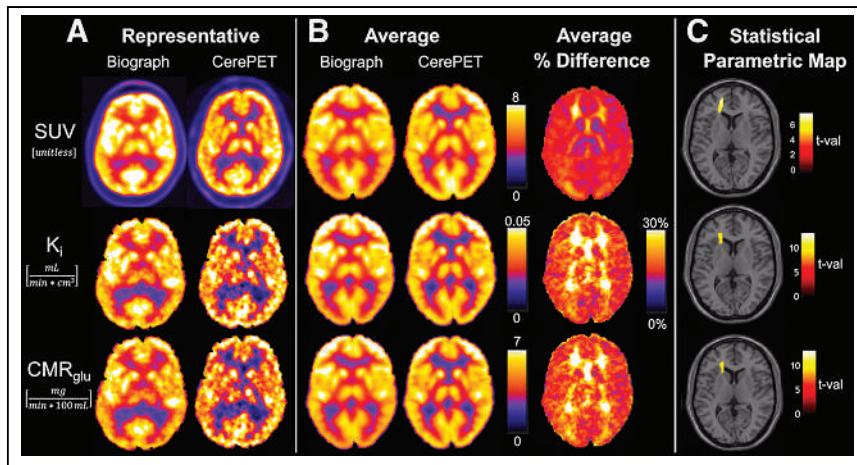 A Representative
Biograph CerePET
B Average
Biograph CerePET
Average
% Difference
C Statistical
Parametric Map
SUV
[unitless]
8
0
6
4
2
0
t-val
Ki
[mL / min * cm³]
0.05
0
30%
0%
10
5
0
t-val
CMRglu
[mg / min * 100 mL]
7
0
10
5
0
t-val